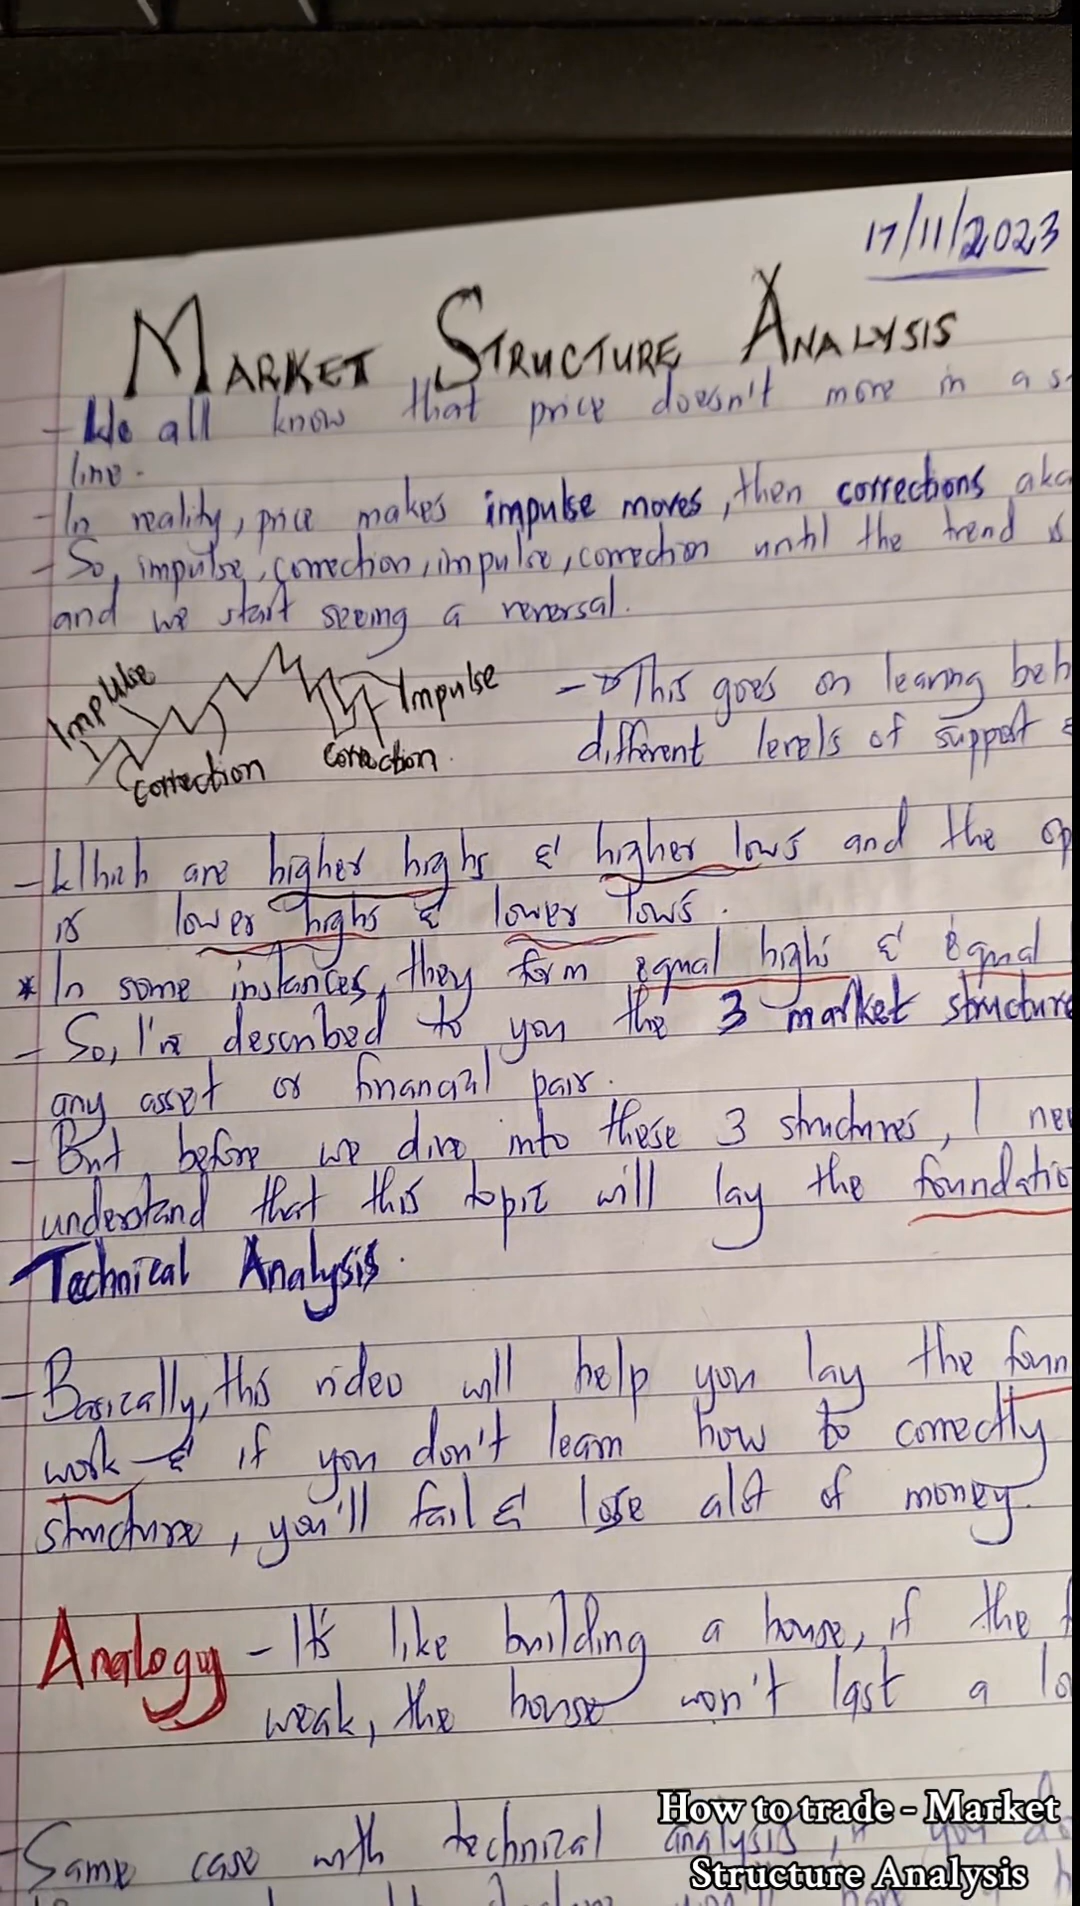 17/11/2023
MARKET STRUCTURE ANALYSIS
- We all know that price doesn't move in a s
line.
- In reality, price makes impulse moves, then corrections aka
- So, impulse, correction, impulse, correction until the trend is
and we start seeing a reversal.
Impulse
Impulse
correction
correction.
- This goes on leaving beh
different levels of support &
- Which are higher highs & higher lows and the op
is lower highs & lower lows.
* In some instances, they form equal highs & equal
- So, I've described to you the 3 market structure
any asset or financial pair.
- But before we dive into these 3 structures, I nee
understand that this topic will lay the foundatio
Technical Analysis.
- Basically, this video will help you lay the foun
work & if you don't learn how to correctly
structure, you'll fail & lose alot of money.
Analogy - It's like building a house, if the f
weak, the house won't last a lo
- Same case with technical analysis, if you do
How to trade - Market
Structure Analysis